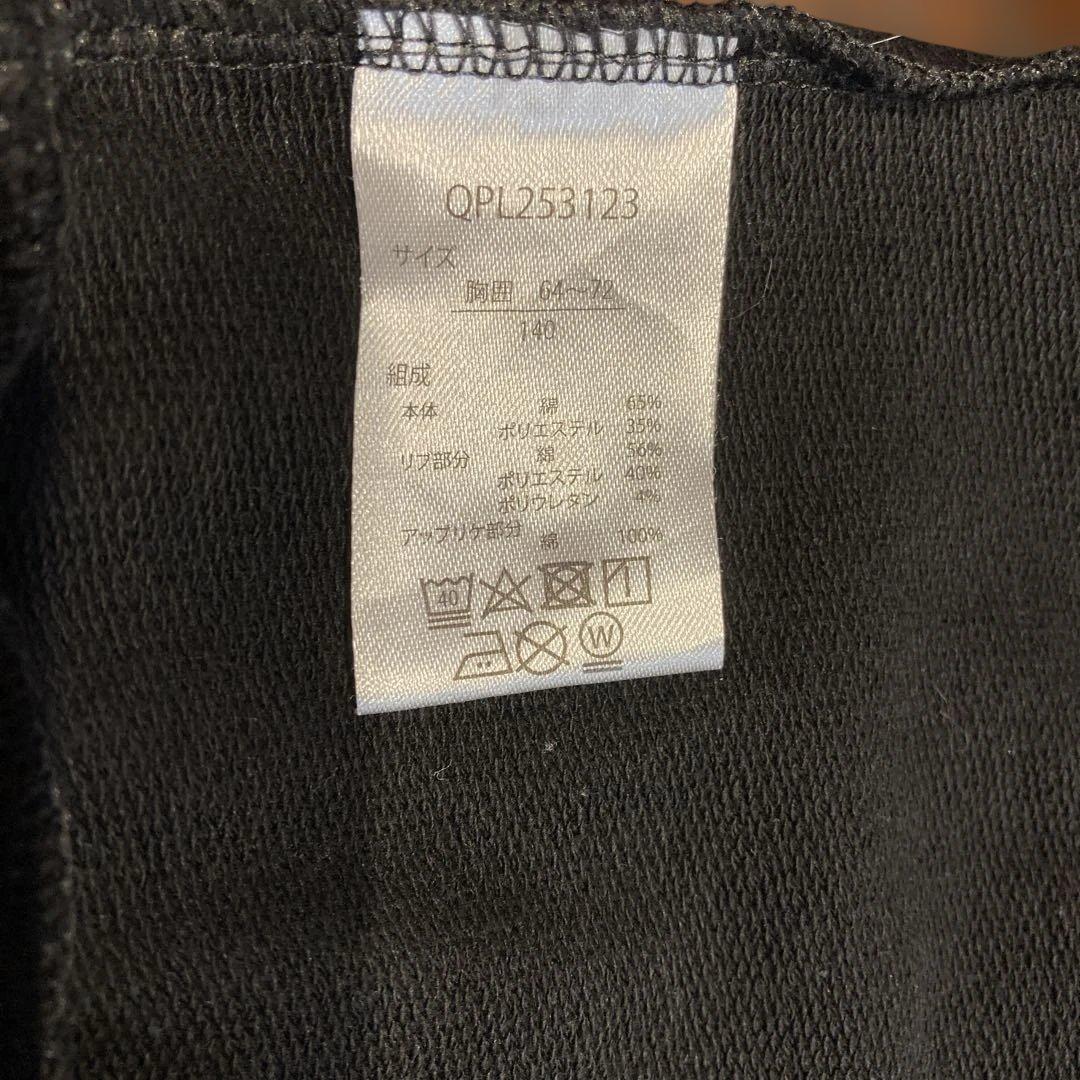 QPL253123
サイズ
胸囲 64〜72
140
組成
本体 綿 65%
ポリエステル 35%
リブ部分 綿 56%
ポリエステル 40%
ポリウレタン 4%
アップリケ部分 綿 100%
40
W